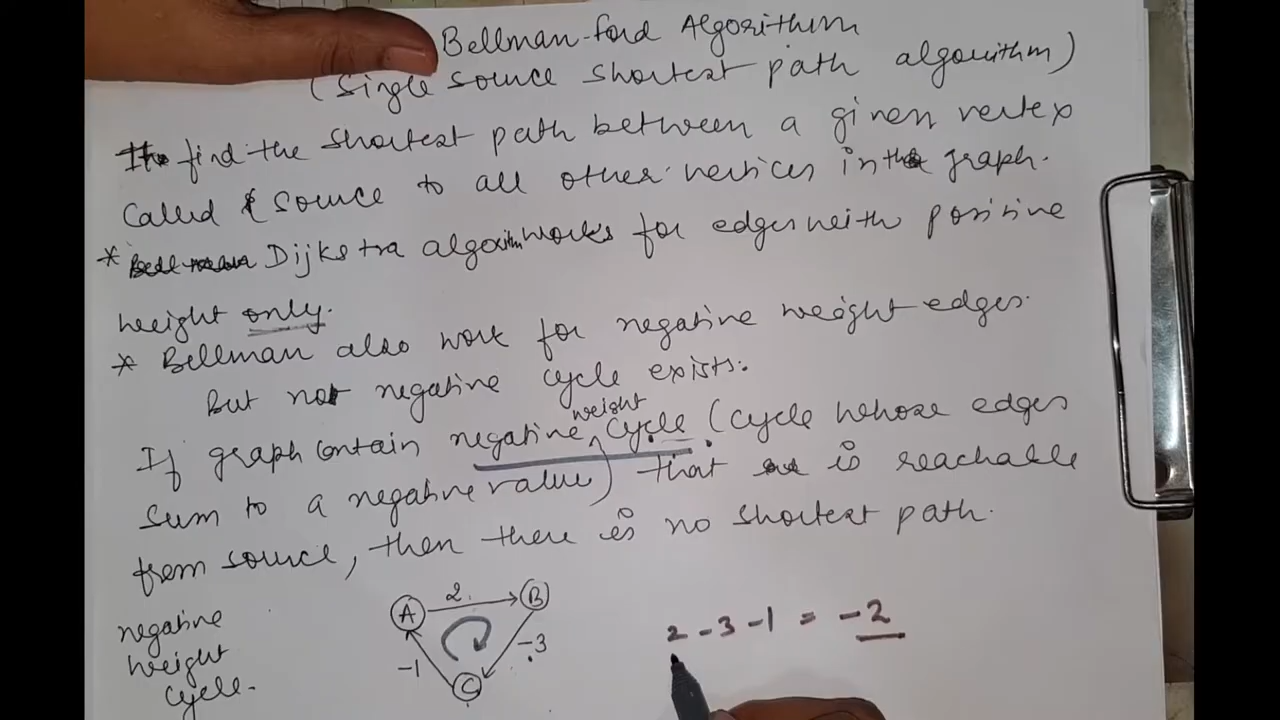 Bellman-ford Algorithm
(Single source shortest path algorithm)
find the shortest path between a given vertex
Called source to all other vertices in the graph.
* Dijkstra algorithm works for edges with positive
weight only.
* Bellman also work for negative weight edges.
But not negative cycle exists.
If graph contain negative weight cycle (cycle whose edges
sum to a negative value) that is reachable
from source, then there is no shortest path.
negative
weight
cycle.
A 2 B
-1 -3
C
2 - 3 - 1 = - 2